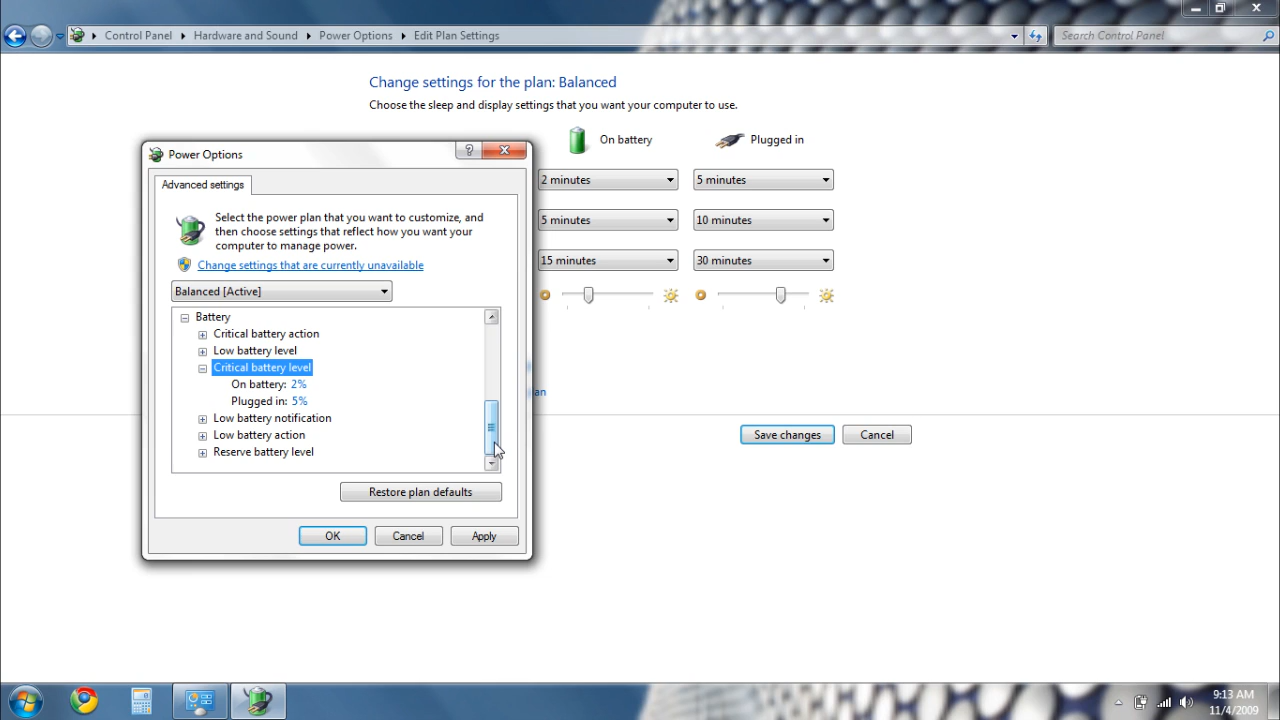 Control Panel
Hardware and Sound
Power Options
Edit Plan Settings
Search Control Panel
Change settings for the plan: Balanced
Choose the sleep and display settings that you want your computer to use.
On battery
Plugged in
2 minutes
5 minutes
5 minutes
10 minutes
15 minutes
30 minutes
an
Save changes
Cancel
Power Options
?
Advanced settings
Select the power plan that you want to customize, and
then choose settings that reflect how you want your
computer to manage power.
Change settings that are currently unavailable
Balanced [Active]
Battery
Critical battery action
Low battery level
Critical battery level
On battery: 2%
Plugged in: 5%
Low battery notification
Low battery action
Reserve battery level
Restore plan defaults
OK
Cancel
Apply
9:13 AM
11/4/2009